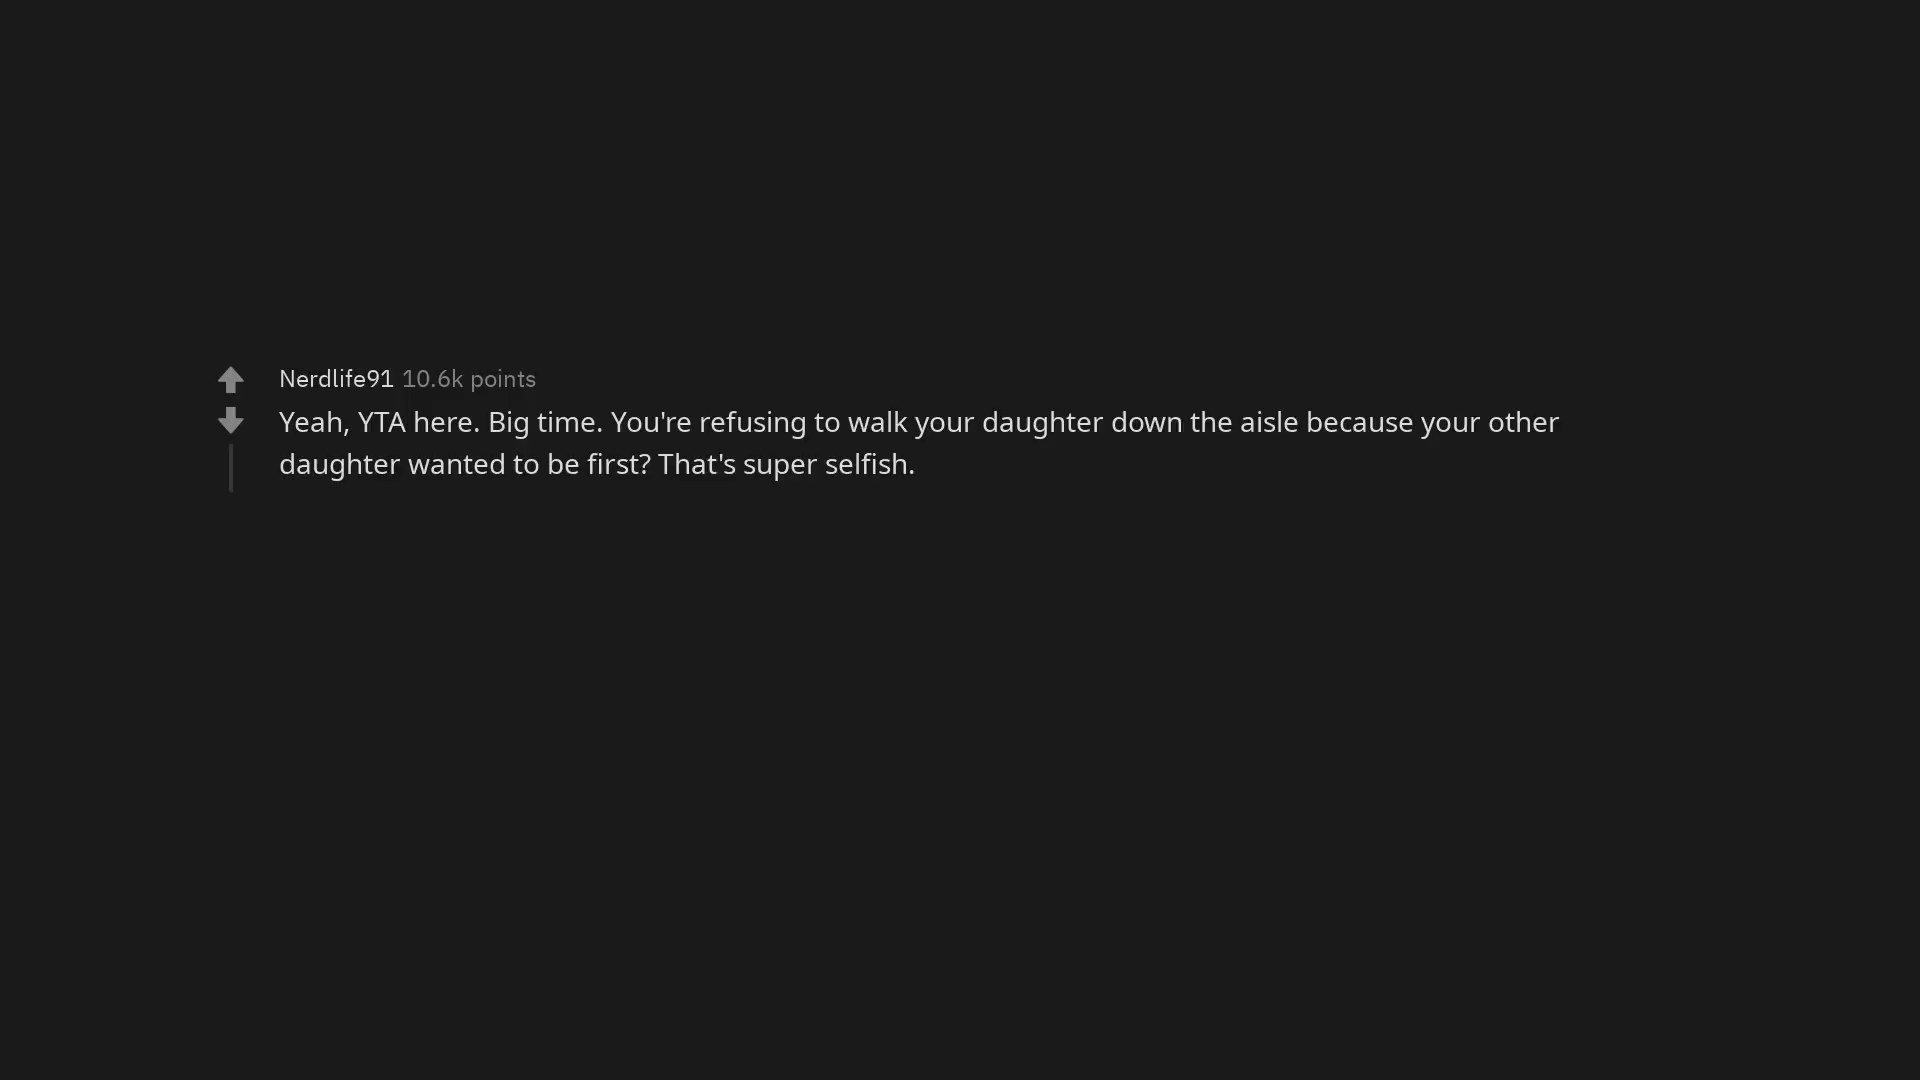 Nerdlife91 10.6k points
Yeah, YTA here. Big time. You're refusing to walk your daughter down the aisle because your other
daughter wanted to be first? That's super selfish.